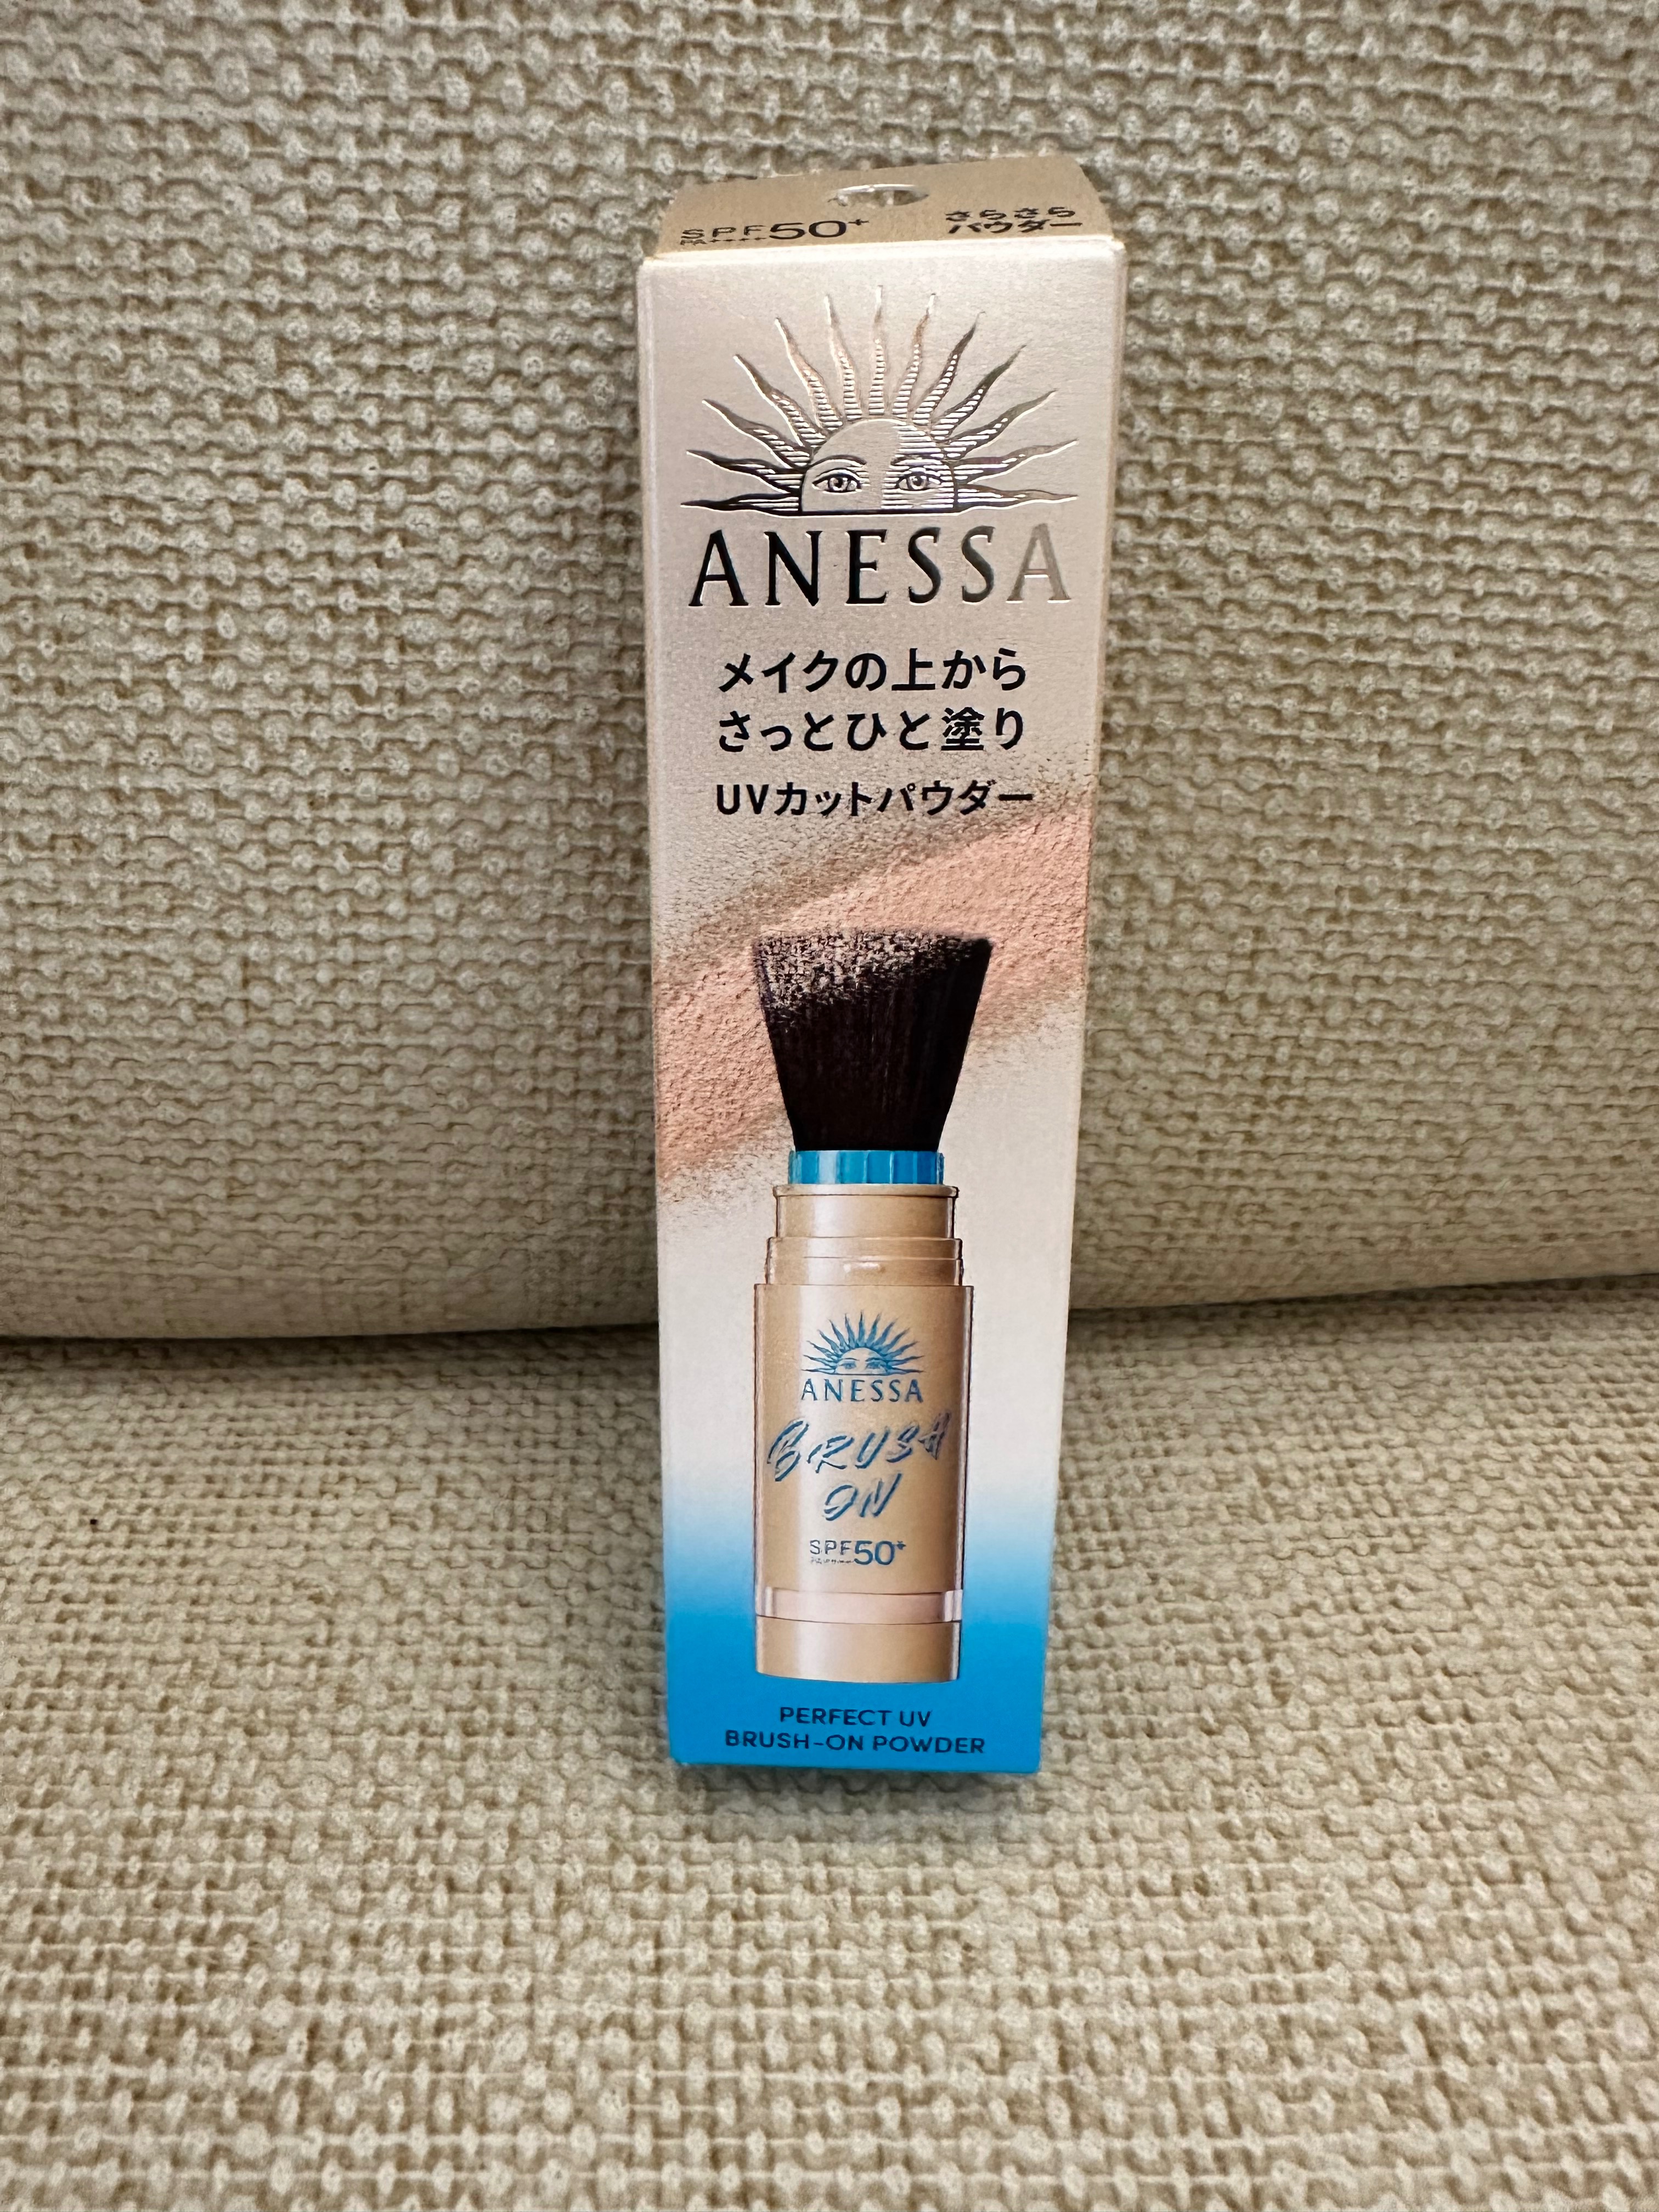 SPF50+
PA++++
さらさら
パウダー
ANESSA
メイクの上から
さっとひと塗り
UVカットパウダー
ANESSA
BRUSH
ON
SPF50+
PA++++
PERFECT UV
BRUSH-ON POWDER